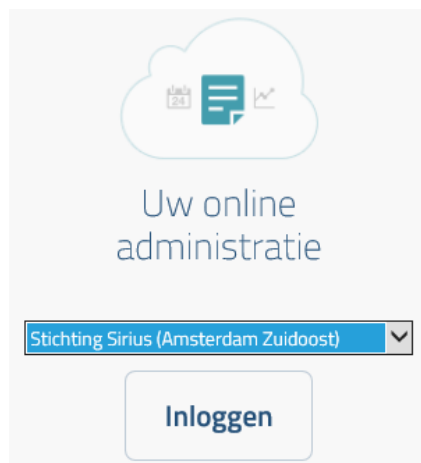 24
Uw online
administratie
Stichting Sirius (Amsterdam Zuidoost)
Inloggen